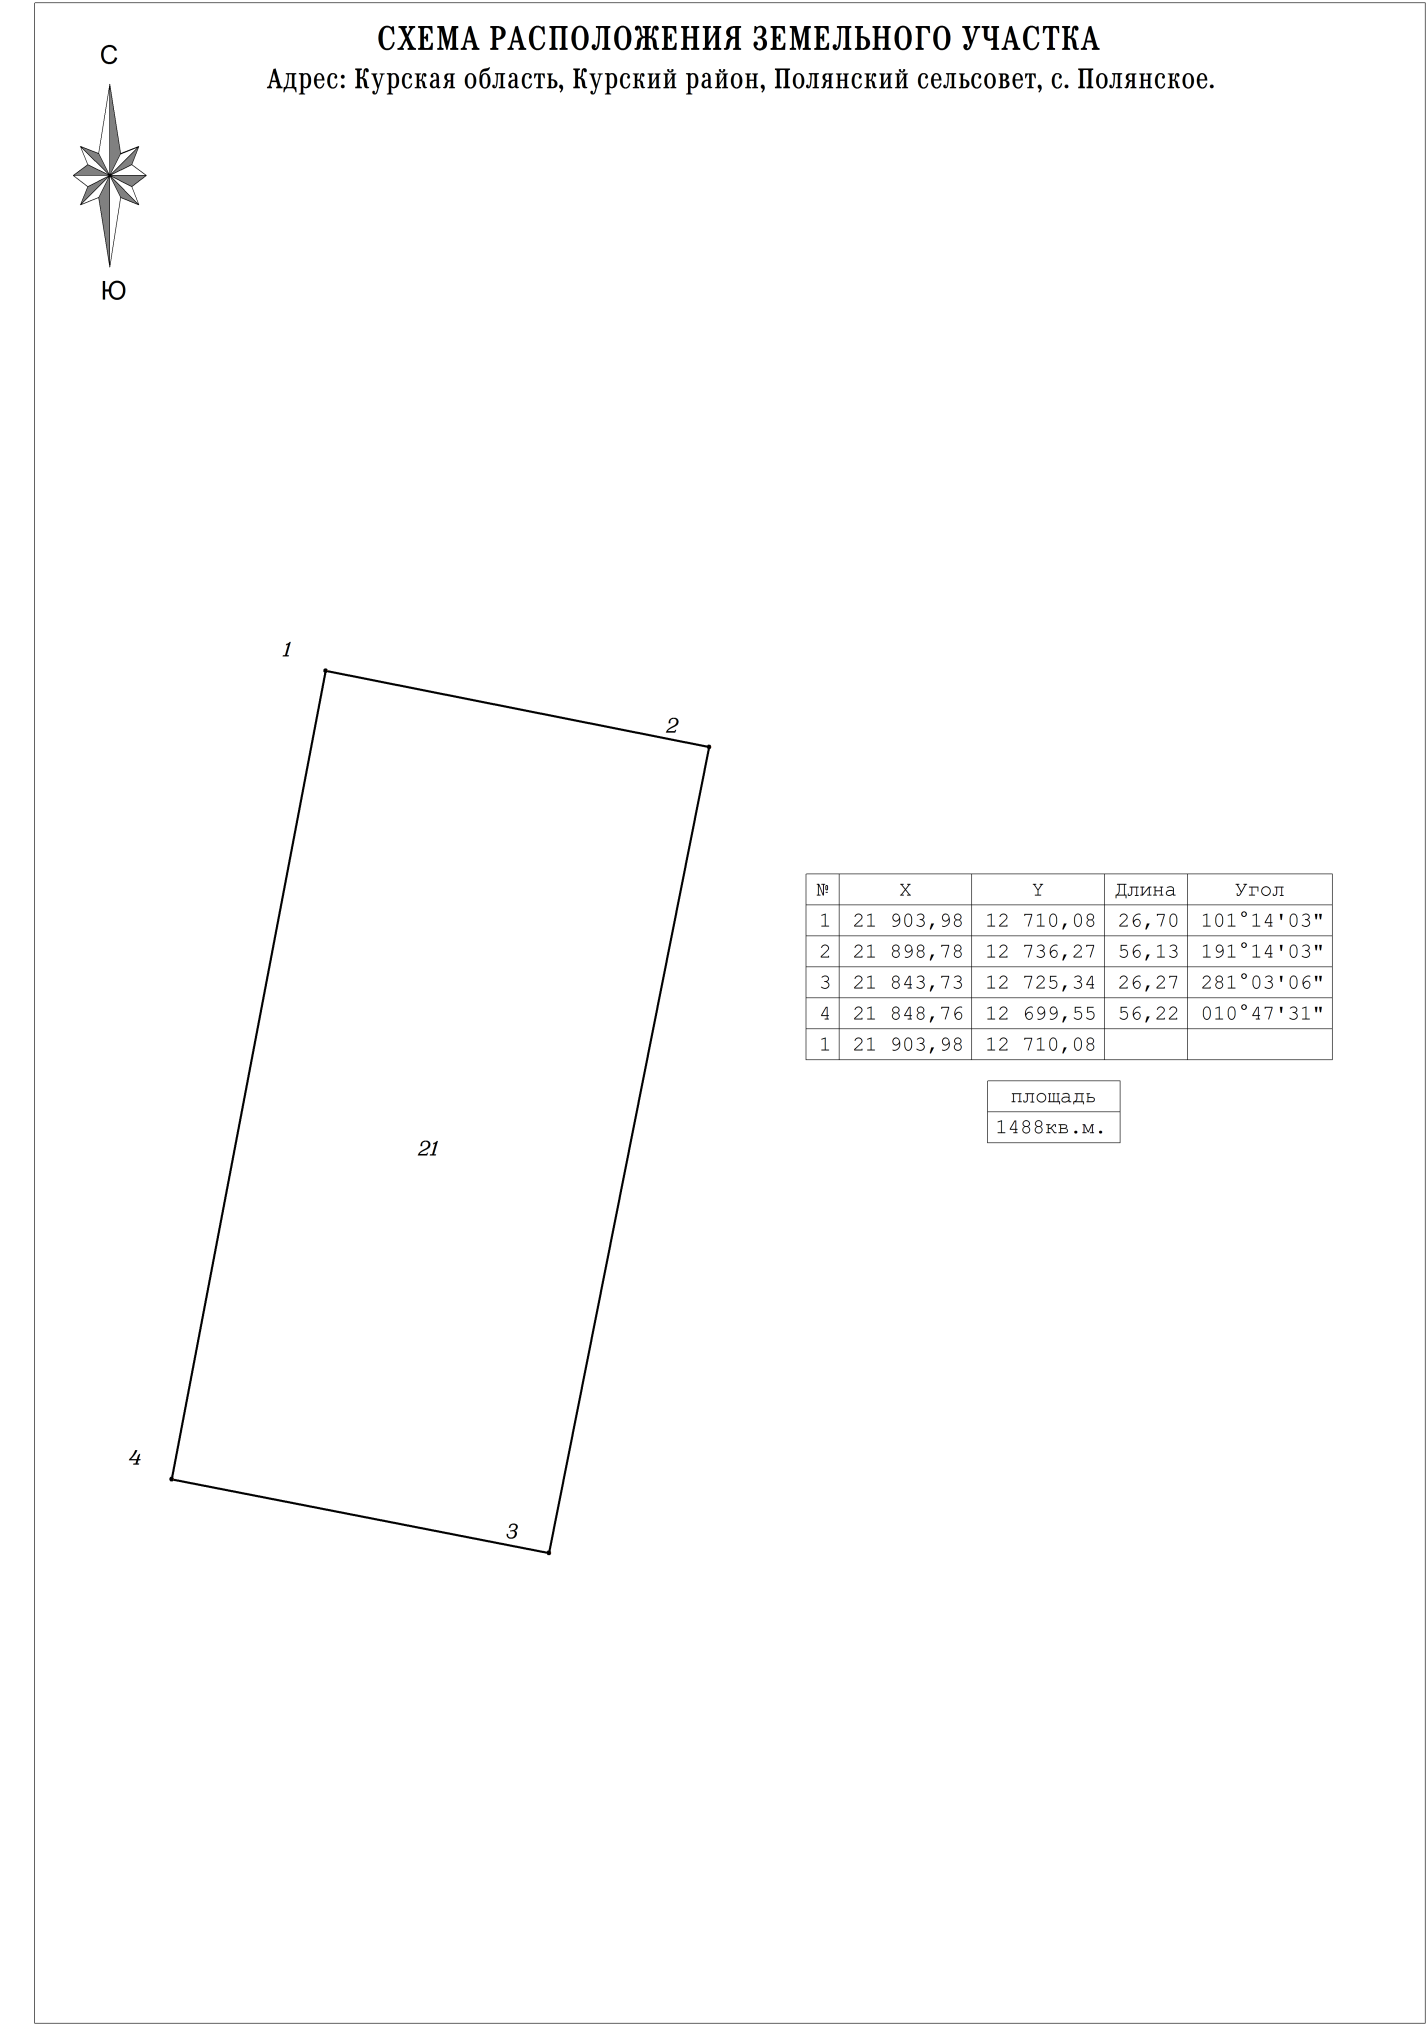 СХЕМА РАСПОЛОЖЕНИЯ ЗЕМЕЛЬНОГО УЧАСТКА
Адрес: Курская область, Курский район, Полянский сельсовет, с. Полянское.
С
Ю
1
2
№ X Y Длина Угол
1 21 903,98 12 710,08 26,70 101°14'03"
2 21 898,78 12 736,27 56,13 191°14'03"
3 21 843,73 12 725,34 26,27 281°03'06"
4 21 848,76 12 699,55 56,22 010°47'31"
1 21 903,98 12 710,08
площадь
1488кв.м.
21
4
3